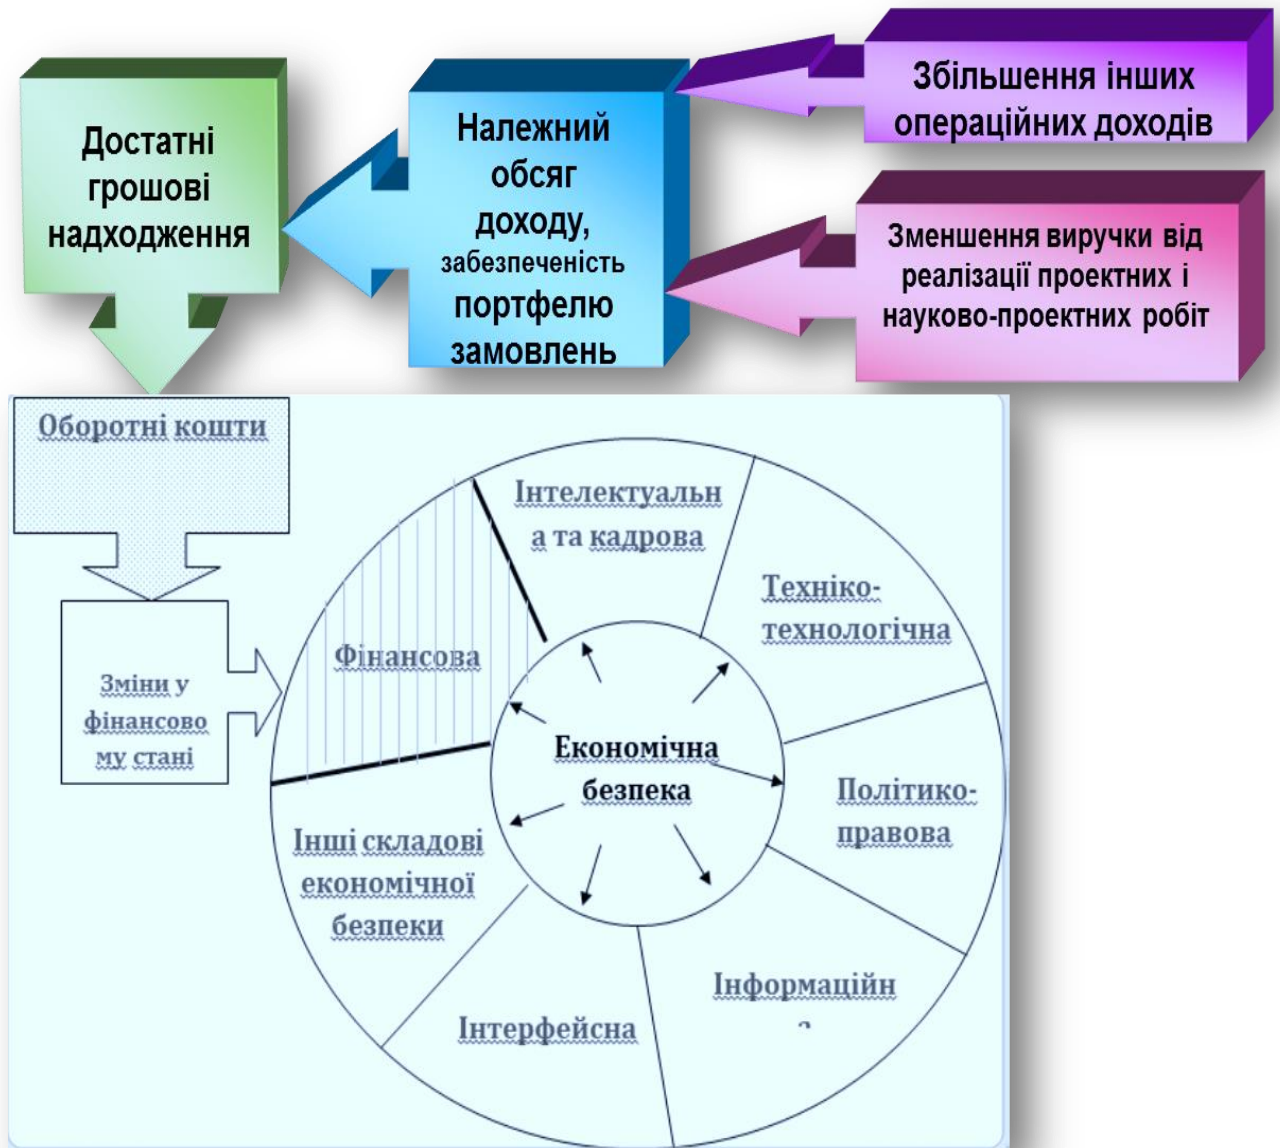 Достатні
грошові
надходження
Належний
обсяг
доходу,
забезпеченість
портфелю
замовлень
Збільшення інших
операційних доходів
Зменшення виручки від
реалізації проектних і
науково-проектних робіт
Оборотні кошти
Зміни у
фінансово
му стані
Фінансова
Інтелектуальн
а та кадрова
Техніко-
технологічна
Політико-
правова
Інформаційн
Інтерфейсна
Інші складові
економічної
безпеки
Економічна
безпека